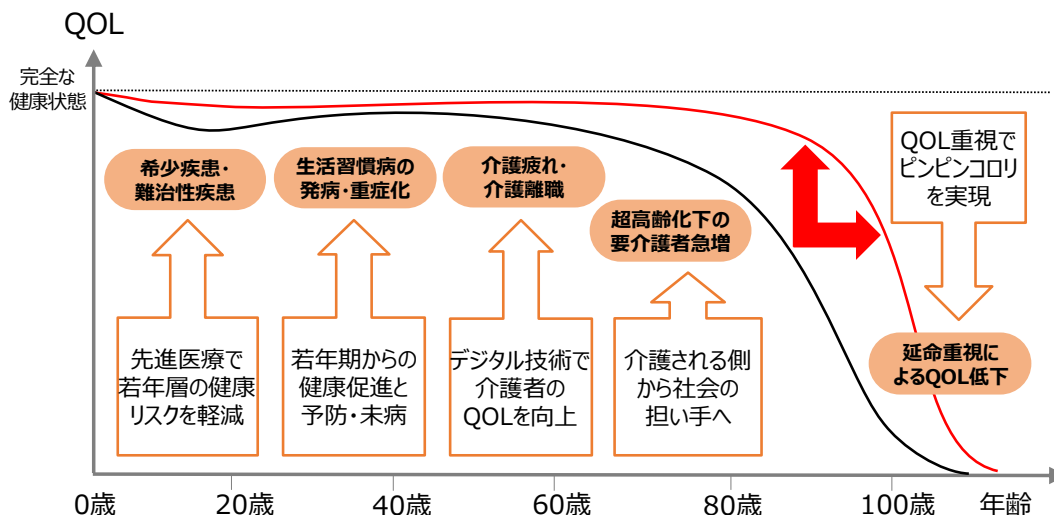 QOL
完全な
健康状態
希少疾患・
難治性疾患
生活習慣病の
発病・重症化
介護疲れ・
介護離職
超高齢化下の
要介護者急増
QOL重視で
ピンピンコロリ
を実現
先進医療で
若年層の健康
リスクを軽減
若年期からの
健康促進と
予防・未病
デジタル技術で
介護者の
QOLを向上
介護される側
から社会の
担い手へ
延命重視に
よるQOL低下
0歳
20歳
40歳
60歳
80歳
100歳
年齢